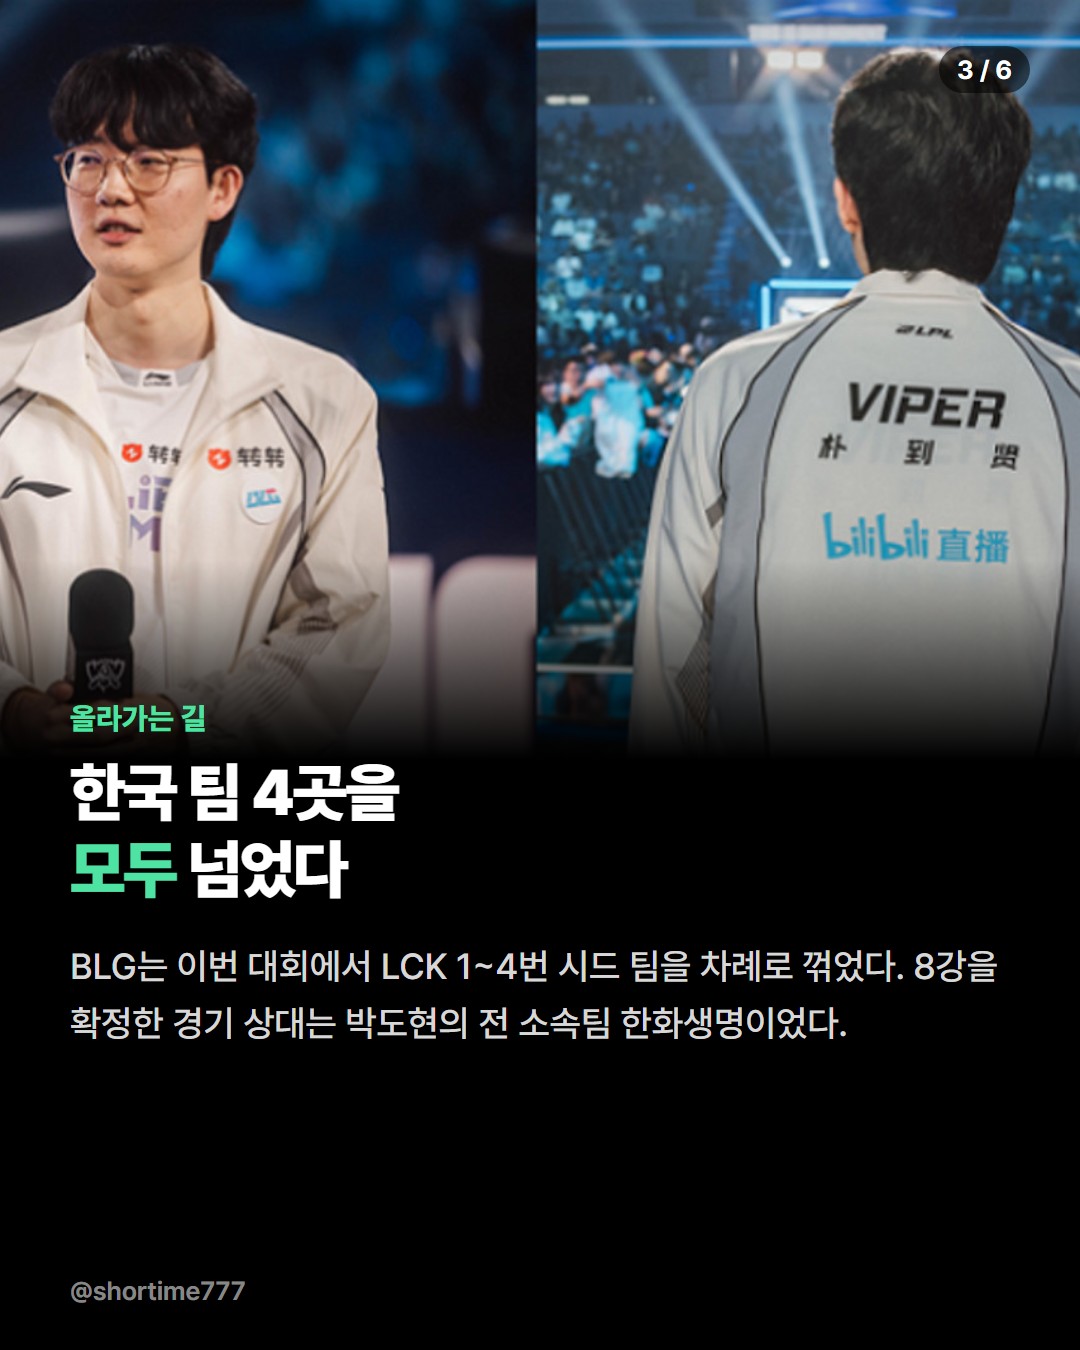 3 / 6
LPL
VIPER
朴 到 贤
bilibili 直播
转转
转转
올라가는 길
한국 팀 4곳을
모두 넘었다
BLG는 이번 대회에서 LCK 1~4번 시드 팀을 차례로 꺾었다. 8강을
확정한 경기 상대는 박도현의 전 소속팀 한화생명이었다.
@shortime777